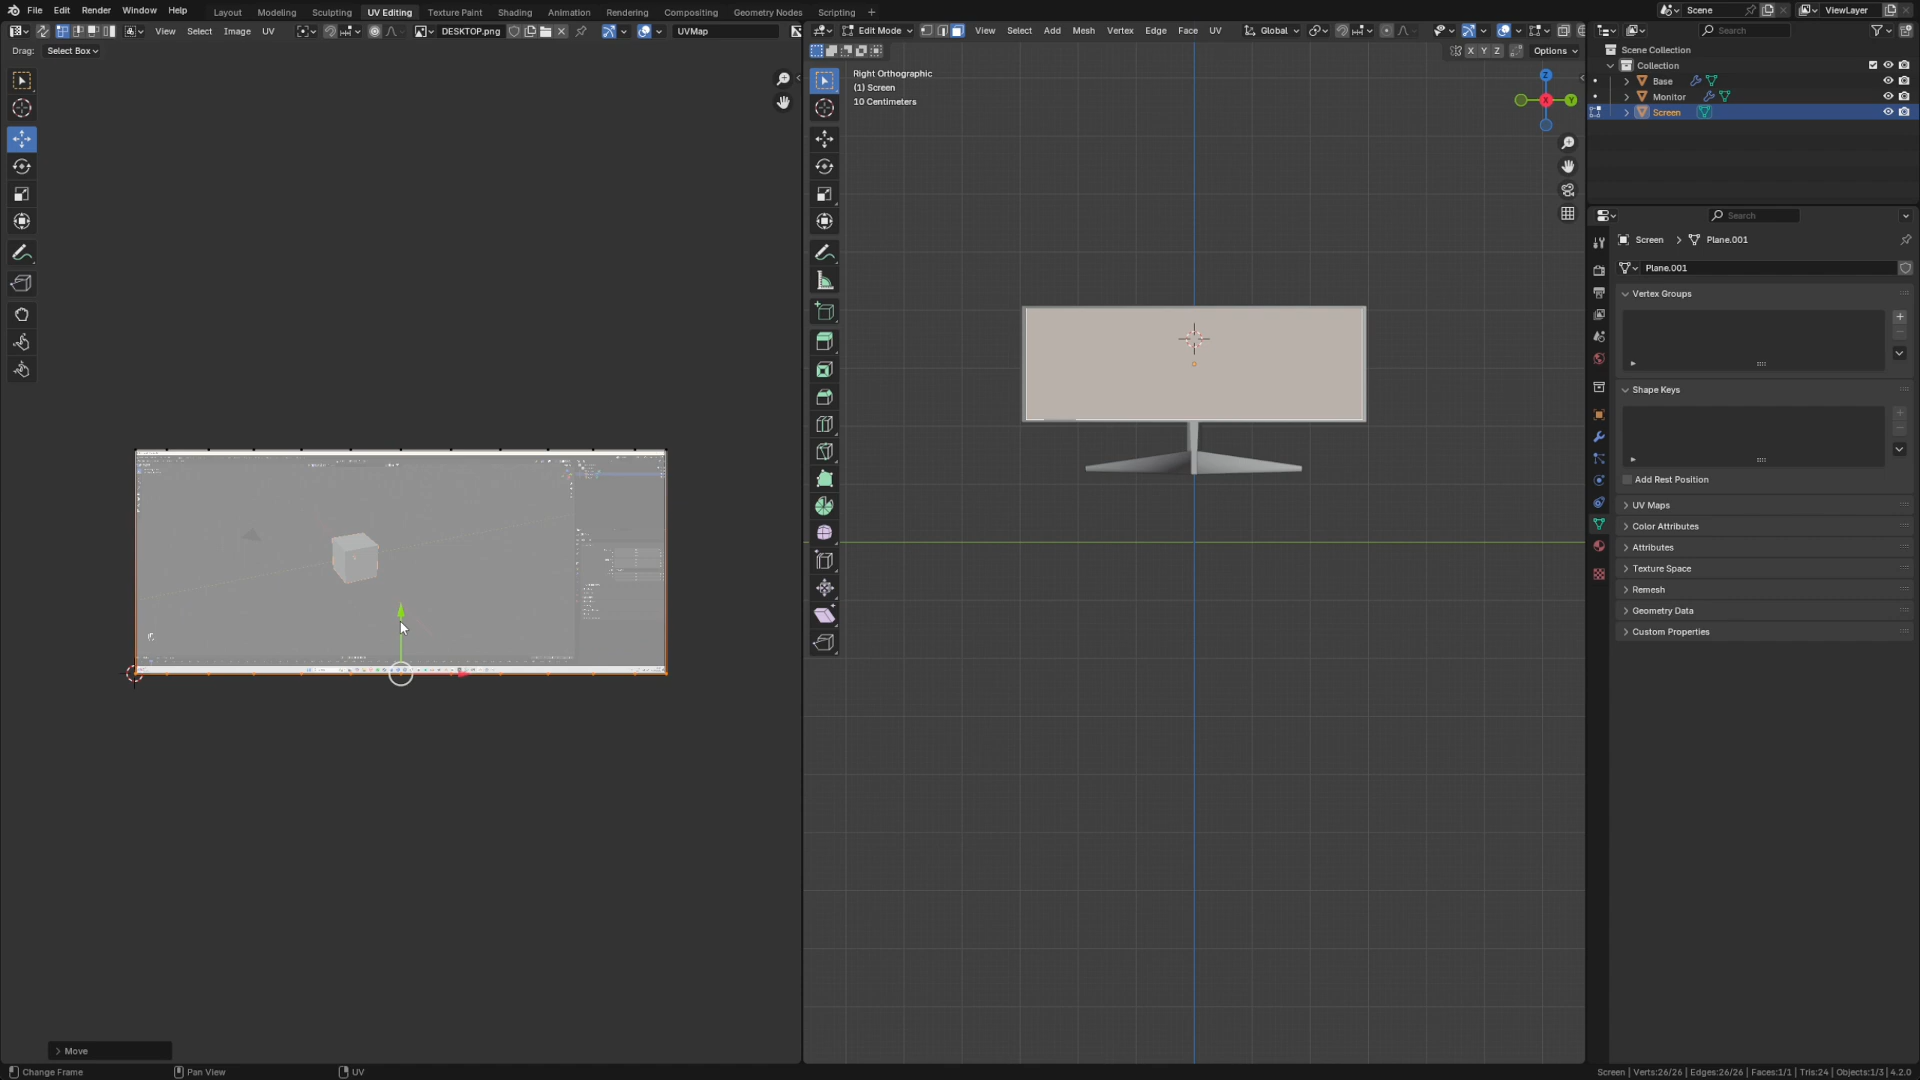 File Edit Render Window Help
Layout Modeling Sculpting UV Editing Texture Paint Shading Animation Rendering Compositing Geometry Nodes Scripting +
Scene ViewLayer
View Select Image UV DESKTOP.png UVMap
Edit Mode View Select Add Mesh Vertex Edge Face UV Global
Search
Drag: Select Box
X Y Z Options
Right Orthographic
(1) Screen
10 Centimeters
Z
X
Y
Scene Collection
Collection
Base
Monitor
Screen
Search
Screen > Plane.001
Plane.001
Vertex Groups
Shape Keys
Add Rest Position
UV Maps
Color Attributes
Attributes
Texture Space
Remesh
Geometry Data
Custom Properties
> Move
Change Frame Pan View UV
Screen | Verts:26/26 | Edges:26/26 | Faces:1/1 | Tris:24 | Objects:1/3 | 4.2.0